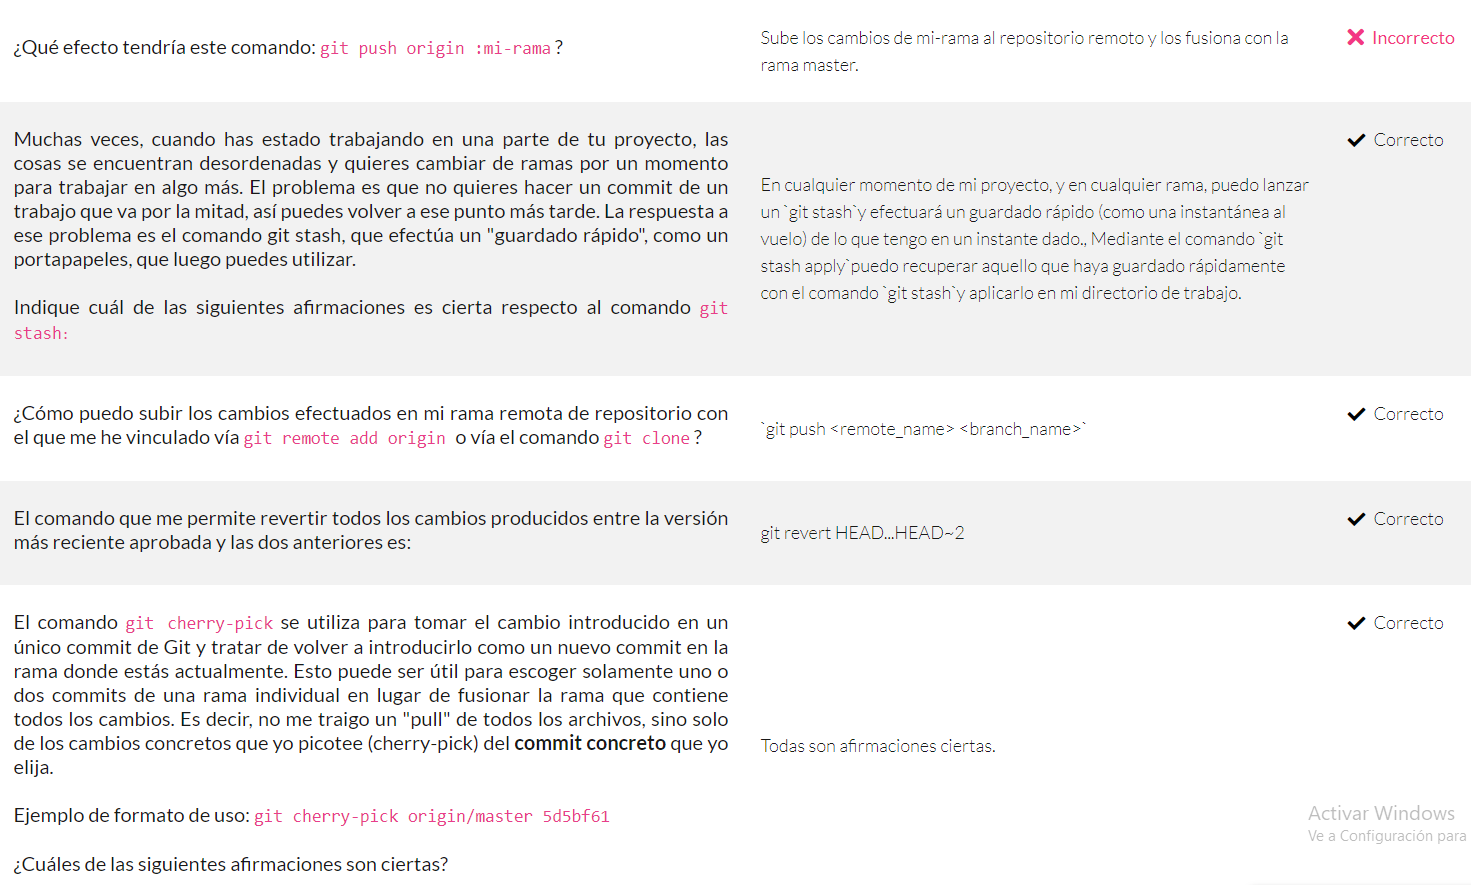 ¿Qué efecto tendría este comando: git push origin :mi-rama ?
Sube los cambios de mi-rama al repositorio remoto y los fusiona con la
rama master.
Incorrecto
Muchas veces, cuando has estado trabajando en una parte de tu proyecto, las
cosas se encuentran desordenadas y quieres cambiar de ramas por un momento
para trabajar en algo más. El problema es que no quieres hacer un commit de un
trabajo que va por la mitad, así puedes volver a ese punto más tarde. La respuesta a
ese problema es el comando git stash, que efectúa un "guardado rápido", como un
portapapeles, que luego puedes utilizar.
Indique cuál de las siguientes afirmaciones es cierta respecto al comando git
stash:
En cualquier momento de mi proyecto, y en cualquier rama, puedo lanzar
un `git stash`y efectuará un guardado rápido (como una instantánea al
vuelo) de lo que tengo en un instante dado., Mediante el comando `git
stash apply`puedo recuperar aquello que haya guardado rápidamente
con el comando `git stash`y aplicarlo en mi directorio de trabajo.
Correcto
¿Cómo puedo subir los cambios efectuados en mi rama remota de repositorio con
el que me he vinculado vía git remote add origin o vía el comando git clone ?
`git push <remote_name> <branch_name>`
Correcto
El comando que me permite revertir todos los cambios producidos entre la versión
más reciente aprobada y las dos anteriores es:
git revert HEAD...HEAD~2
Correcto
El comando git cherry-pick se utiliza para tomar el cambio introducido en un
único commit de Git y tratar de volver a introducirlo como un nuevo commit en la
rama donde estás actualmente. Esto puede ser útil para escoger solamente uno o
dos commits de una rama individual en lugar de fusionar la rama que contiene
todos los cambios. Es decir, no me traigo un "pull" de todos los archivos, sino solo
de los cambios concretos que yo picotee (cherry-pick) del commit concreto que yo
elija.
Ejemplo de formato de uso: git cherry-pick origin/master 5d5bf61
¿Cuáles de las siguientes afirmaciones son ciertas?
Todas son afirmaciones ciertas.
Correcto
Activar Windows
Ve a Configuración para